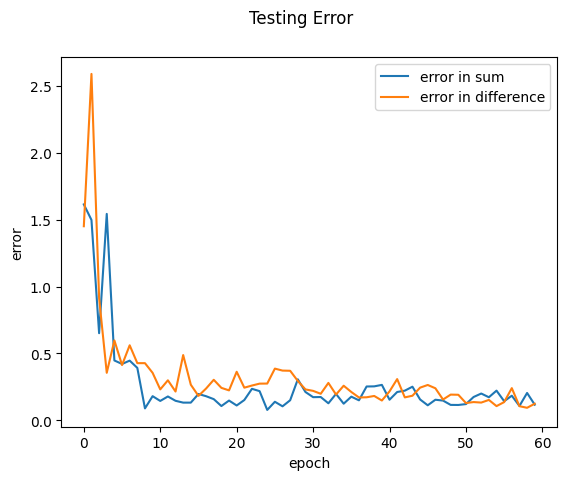 Testing Error
error in sum
error in difference
2.5
2.0
1.5
1.0
0.5
0.0
error
0 10 20 30 40 50 60
epoch